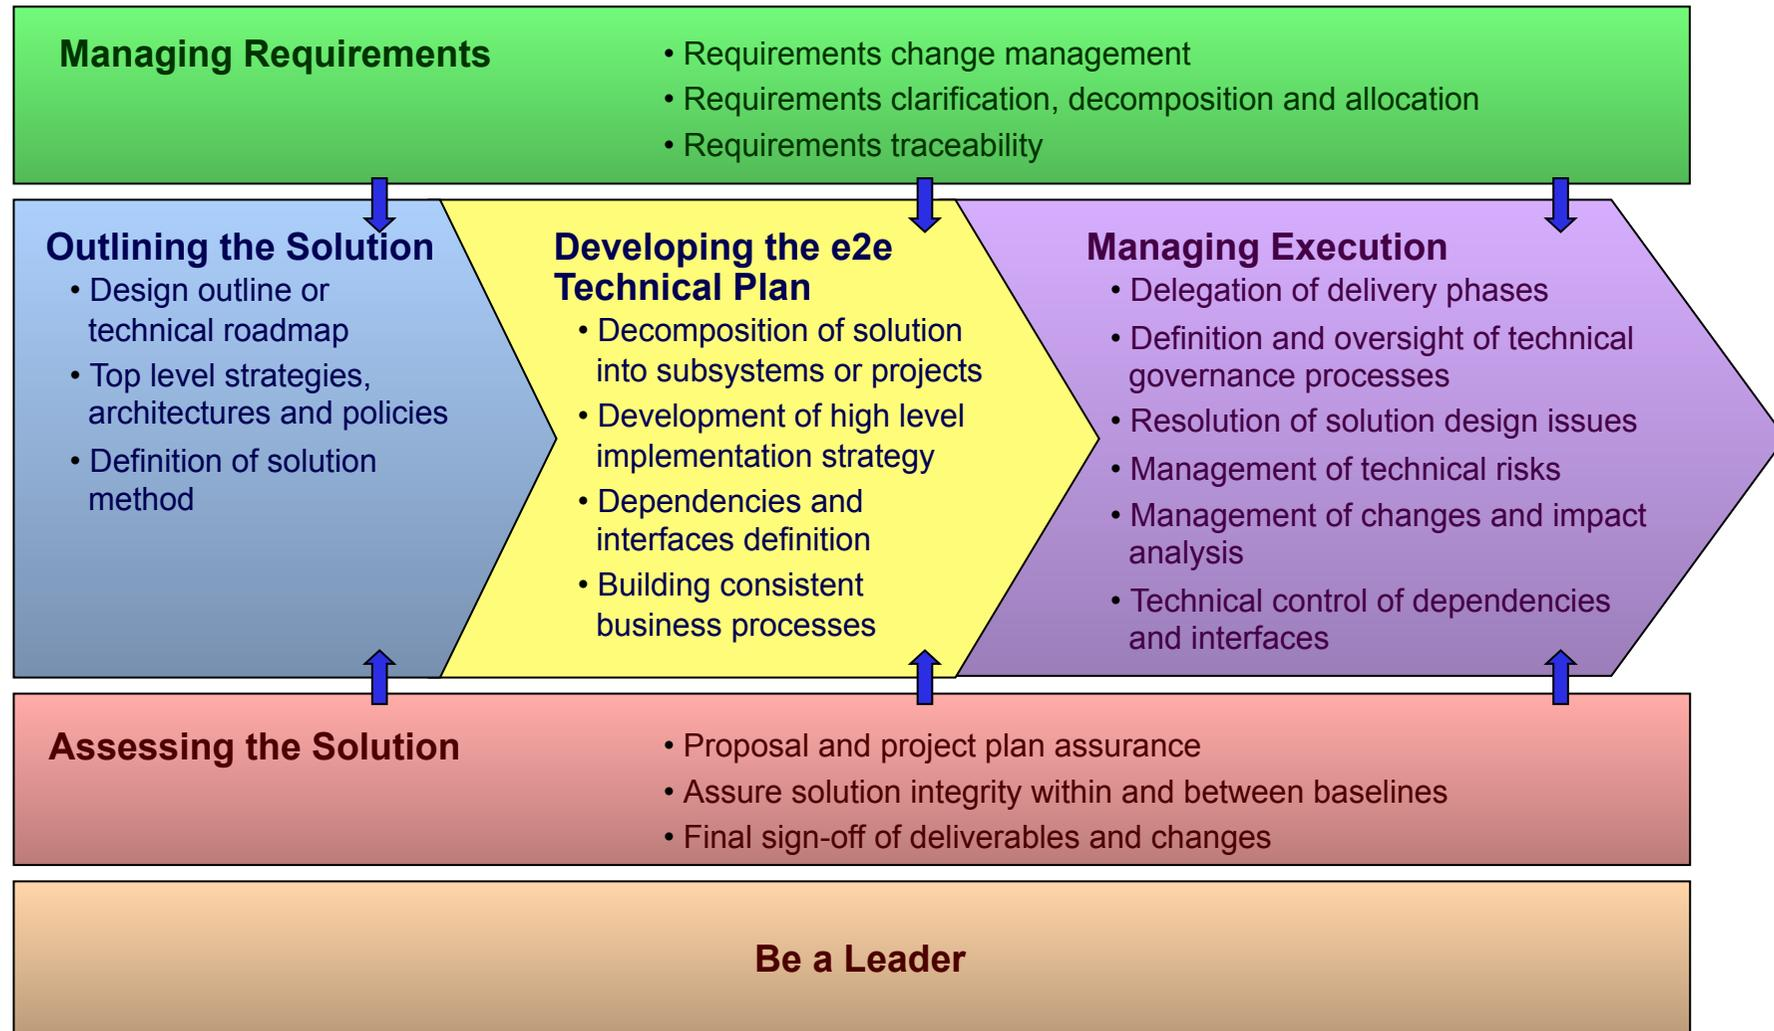 Managing Requirements
• Requirements change management
• Requirements clarification, decomposition and allocation
• Requirements traceability
Outlining the Solution
• Design outline or
technical roadmap
• Top level strategies,
architectures and policies
• Definition of solution
method
Developing the e2e
Technical Plan
• Decomposition of solution
into subsystems or projects
• Development of high level
implementation strategy
• Dependencies and
interfaces definition
• Building consistent
business processes
Managing Execution
• Delegation of delivery phases
• Definition and oversight of technical
governance processes
• Resolution of solution design issues
• Management of technical risks
• Management of changes and impact
analysis
• Technical control of dependencies
and interfaces
Assessing the Solution
• Proposal and project plan assurance
• Assure solution integrity within and between baselines
• Final sign-off of deliverables and changes
Be a Leader